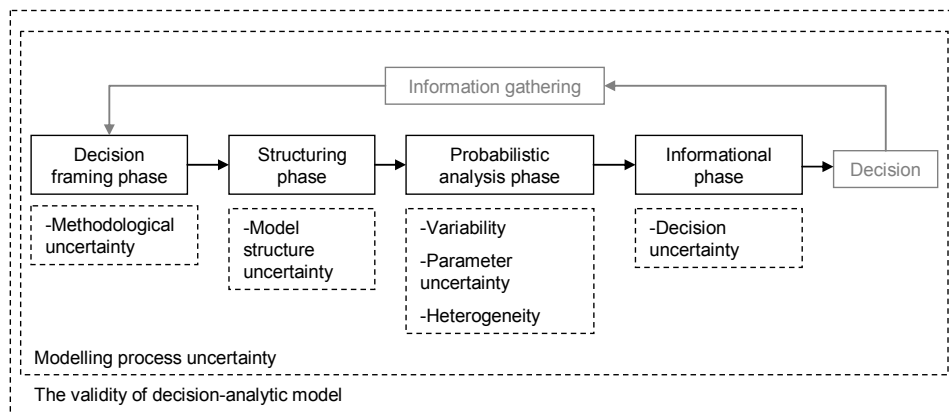 Information gathering
Decision
framing phase
Structuring
phase
Probabilistic
analysis phase
Informational
phase
Decision
-Methodological
uncertainty
-Model
structure
uncertainty
-Variability
-Parameter
uncertainty
-Heterogeneity
-Decision
uncertainty
Modelling process uncertainty
The validity of decision-analytic model